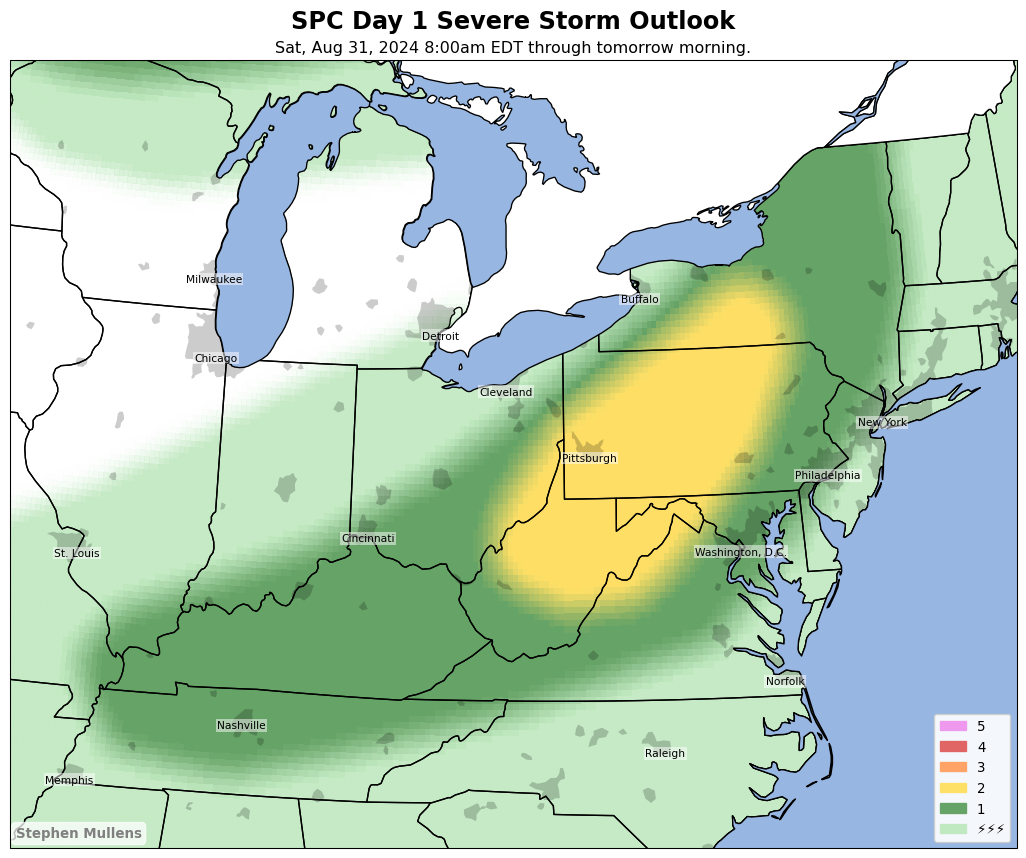 SPC Day 1 Severe Storm Outlook
Sat, Aug 31, 2024 8:00am EDT through tomorrow morning.
Milwaukee
Buffalo
Detroit
Chicago
Cleveland
New York
Pittsburgh
Philadelphia
Cincinnati
St. Louis
Washington, D.C.
Norfolk
Nashville
Raleigh
Memphis
5
4
3
2
1
⚡⚡⚡
Stephen Mullens